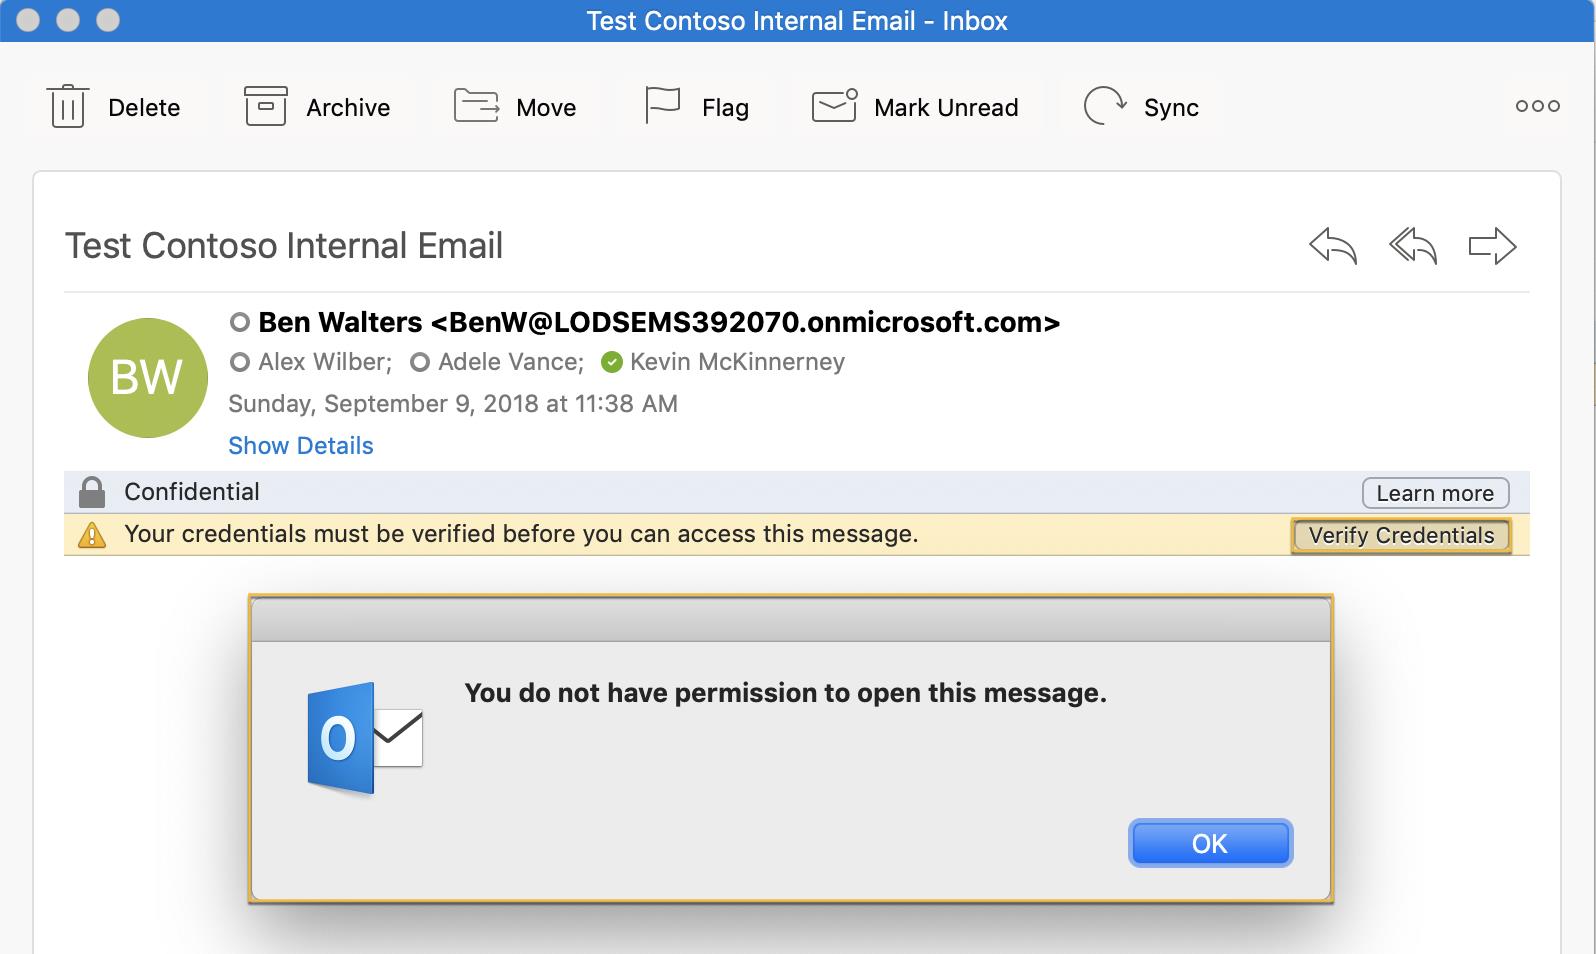 Test Contoso Internal Email - Inbox
Delete Archive Move Flag Mark Unread Sync
Test Contoso Internal Email
BW
Ben Walters <BenW@LODSEMS392070.onmicrosoft.com>
Alex Wilber; Adele Vance; Kevin McKinnerney
Sunday, September 9, 2018 at 11:38 AM
Show Details
Confidential Learn more
Your credentials must be verified before you can access this message. Verify Credentials
You do not have permission to open this message.
O
OK